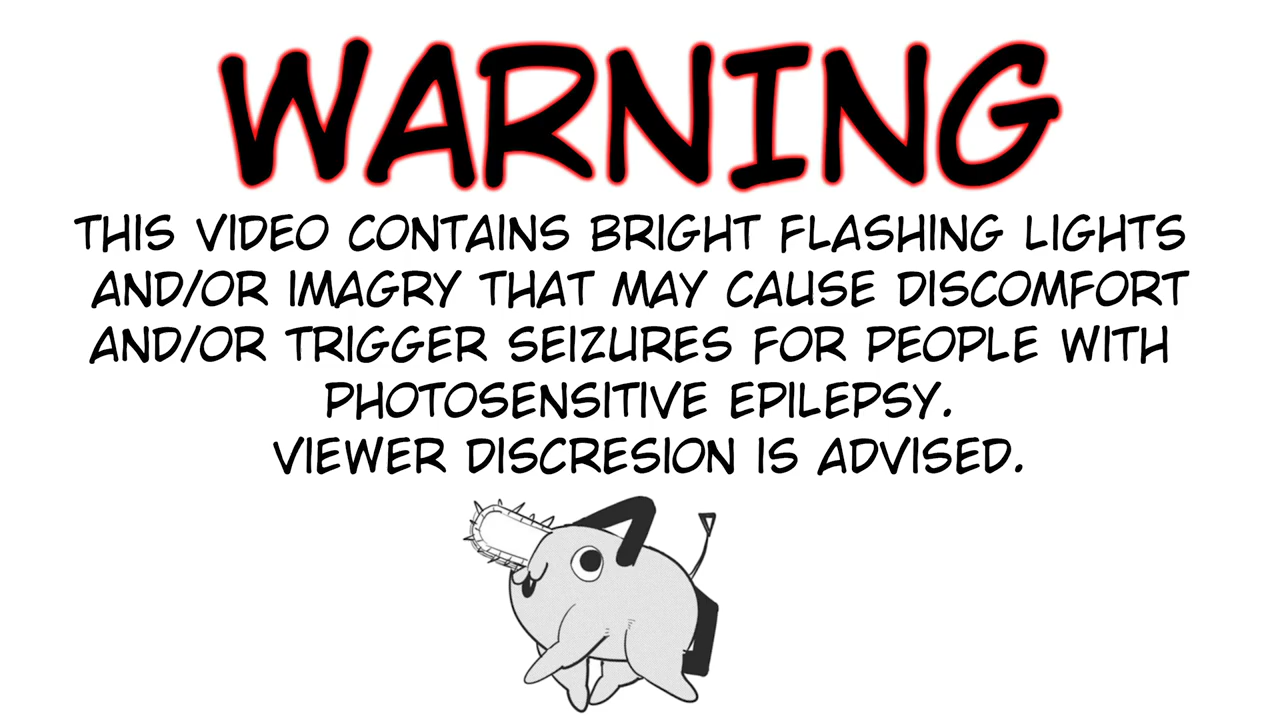 WARNING
THIS VIDEO CONTAINS BRIGHT FLASHING LIGHTS
AND/OR IMAGRY THAT MAY CAUSE DISCOMFORT
AND/OR TRIGGER SEIZURES FOR PEOPLE WITH
PHOTOSENSITIVE EPILEPSY.
VIEWER DISCRESION IS ADVISED.